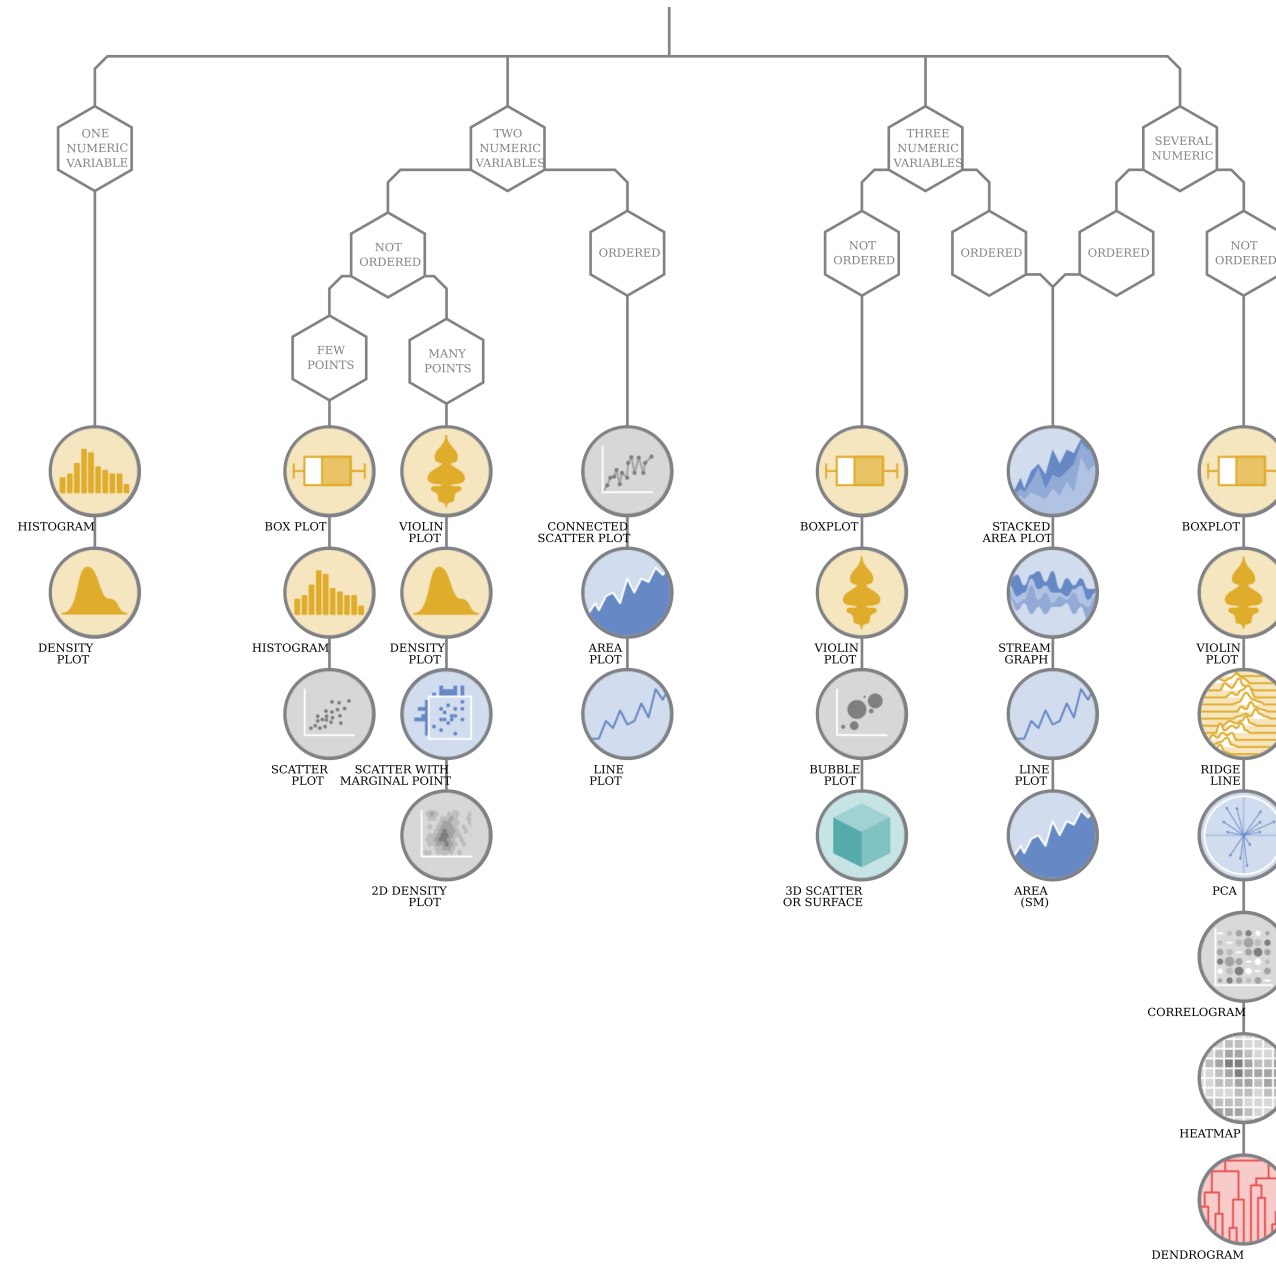 ONE
NUMERIC
VARIABLE
TWO
NUMERIC
VARIABLES
THREE
NUMERIC
VARIABLES
SEVERAL
NUMERIC
NOT
ORDERED
ORDERED
NOT
ORDERED
ORDERED
ORDERED
NOT
ORDERED
FEW
POINTS
MANY
POINTS
HISTOGRAM
BOX PLOT
VIOLIN
PLOT
CONNECTED
SCATTER PLOT
BOXPLOT
STACKED
AREA PLOT
BOXPLOT
DENSITY
PLOT
HISTOGRAM
DENSITY
PLOT
AREA
PLOT
VIOLIN
PLOT
STREAM
GRAPH
VIOLIN
PLOT
SCATTER
PLOT
SCATTER WITH
MARGINAL POINT
LINE
PLOT
BUBBLE
PLOT
LINE
PLOT
RIDGE
LINE
2D DENSITY
PLOT
3D SCATTER
OR SURFACE
AREA
(SM)
PCA
CORRELOGRAM
HEATMAP
DENDROGRAM